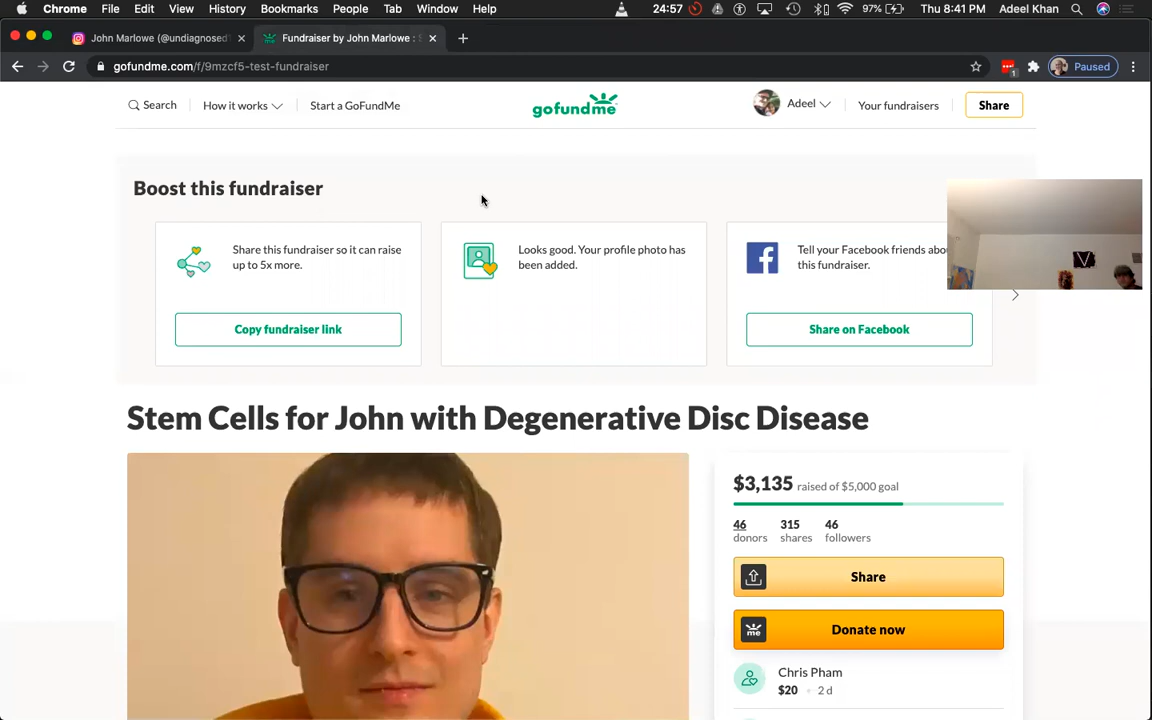 Chrome File Edit View History Bookmarks People Tab Window Help 24:57 97% Thu 8:41 PM Adeel Khan
John Marlowe (@undiagnosed
Fundraiser by John Marlowe :
gofundme.com/f/9mzcf5-test-fundraiser
1
Paused
Search
How it works
Start a GoFundMe
gofundme
Adeel
Your fundraisers
Share
Boost this fundraiser
Share this fundraiser so it can raise
up to 5x more.
Copy fundraiser link
Looks good. Your profile photo has
been added.
Tell your Facebook friends
this fundraiser.
Share on Facebook
Stem Cells for John with Degenerative Disc Disease
$3,135 raised of $5,000 goal
46 315 46
donors shares followers
Share
me
Donate now
Chris Pham
$20 • 2 d